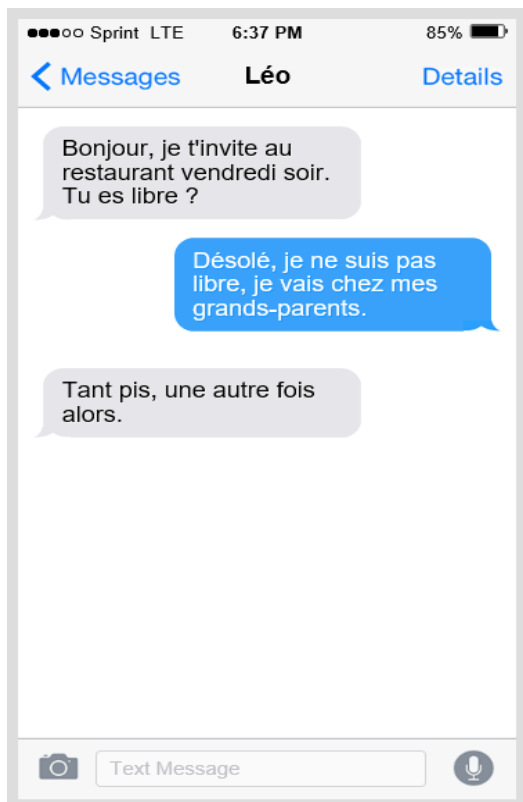 Sprint LTE 6:37 PM 85%
Messages Léo Details
Bonjour, je t'invite au
restaurant vendredi soir.
Tu es libre ?
Désolé, je ne suis pas
libre, je vais chez mes
grands-parents.
Tant pis, une autre fois
alors.
Text Message